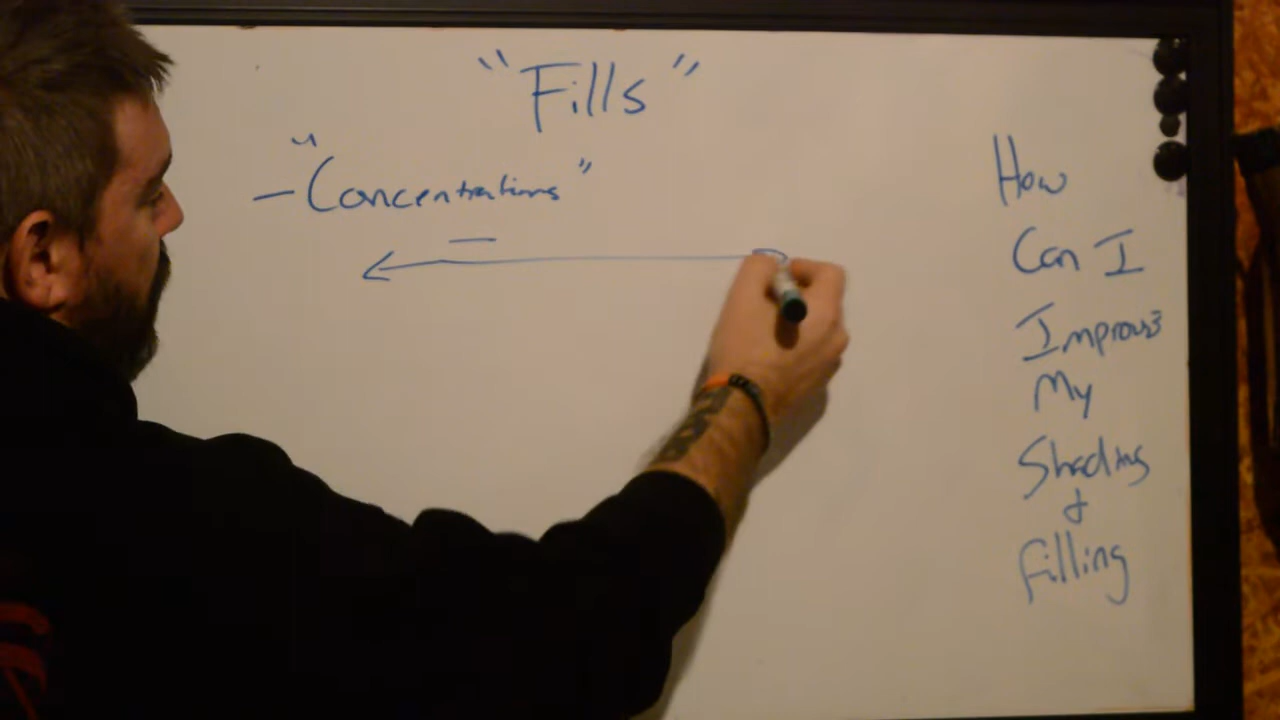 "Fills"
- "Concentrations"
How
Can I
Improve
My
Shading
&
Filling